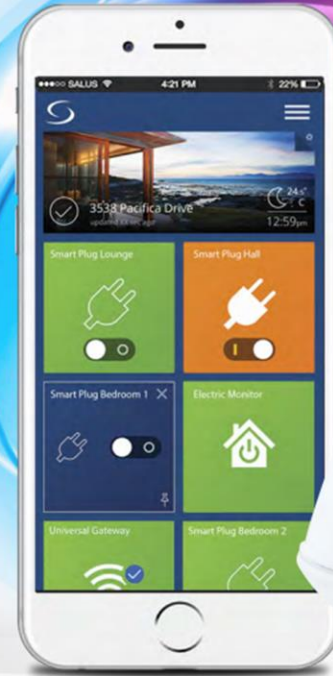 SALUS
4:21 PM
22%
3538 Pacifica Drive
24.5°
C
12:59pm
Smart Plug Lounge
Smart Plug Hall
Smart Plug Bedroom 1
Electric Monitor
Universal Gateway
Smart Plug Bedroom 2